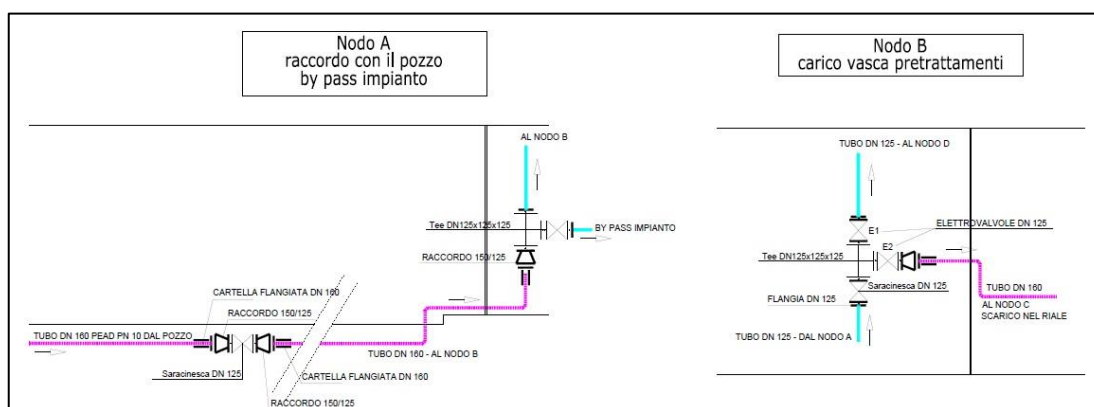 Nodo A
raccordo con il pozzo
by pass impianto
AL NODO B
Tee DN125x125x125
BY PASS IMPIANTO
RACCORDO 150/125
CARTELLA FLANGIATA DN 160
RACCORDO 150/125
TUBO DN 160 PEAD PN 10 DAL POZZO
TUBO DN 160 - AL NODO B
Saracinesca DN 125
CARTELLA FLANGIATA DN 160
RACCORDO 150/125
Nodo B
carico vasca pretrattamenti
TUBO DN 125 - AL NODO D
ELETTROVALVOLE DN 125
E1
E2
Tee DN125x125x125
Saracinesca DN 125
FLANGIA DN 125
TUBO DN 160
AL NODO C
SCARICO NEL RIALE
TUBO DN 125 - DAL NODO A